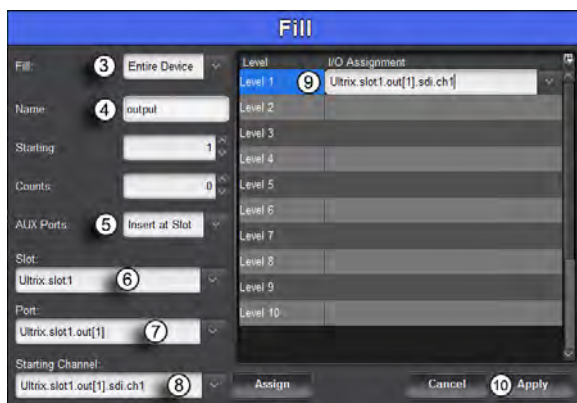 Fill
Fill: 3 Entire Device
Name 4 output
Starting 1
Counts: 0
AUX Ports: 5 Insert at Slot
Slot:
Ultrix.slot1 6
Port:
Ultrix.slot1.out[1] 7
Starting Channel:
Ultrix.slot1.out[1].sdi.ch1 8
Level I/O Assignment
Level 1 9 Ultrix.slot1.out[1].sdi.ch1
Level 2
Level 3
Level 4
Level 5
Level 6
Level 7
Level 8
Level 9
Level 10
Assign Cancel 10 Apply